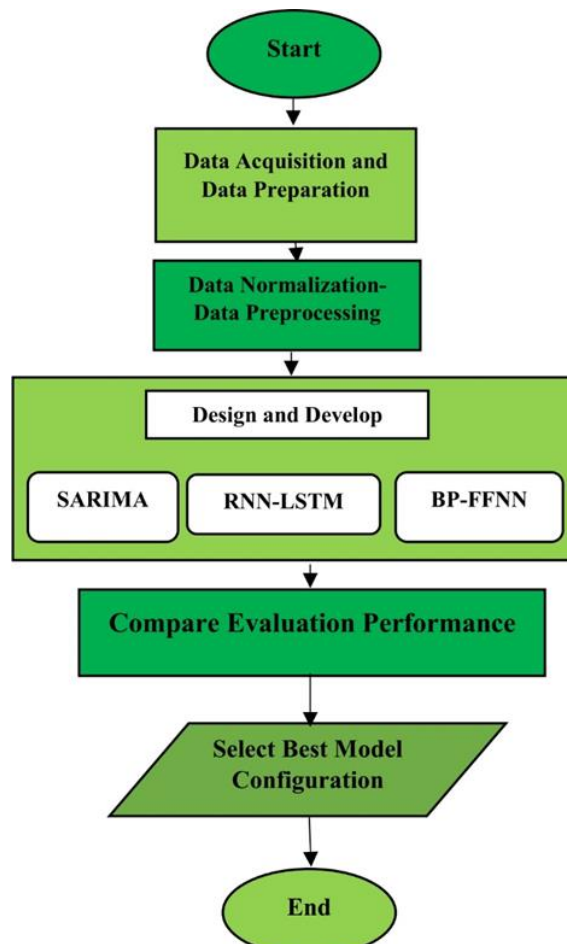 Start
Data Acquisition and
Data Preparation
Data Normalization-
Data Preprocessing
Design and Develop
SARIMA
RNN-LSTM
BP-FFNN
Compare Evaluation Performance
Select Best Model
Configuration
End